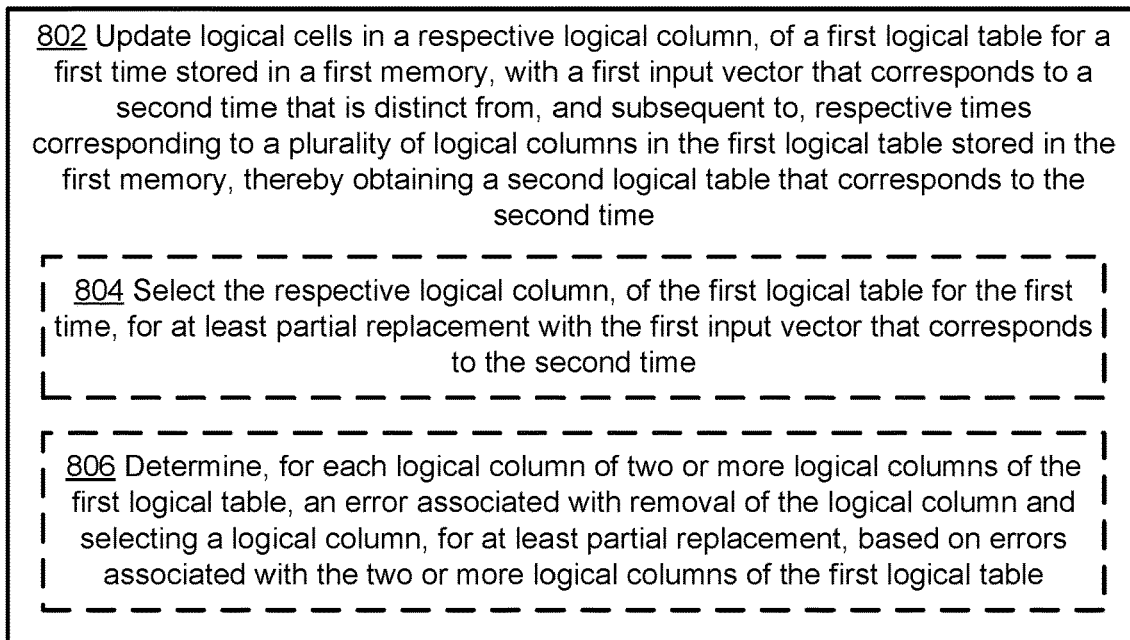 802 Update logical cells in a respective logical column, of a first logical table for a
first time stored in a first memory, with a first input vector that corresponds to a
second time that is distinct from, and subsequent to, respective times
corresponding to a plurality of logical columns in the first logical table stored in the
first memory, thereby obtaining a second logical table that corresponds to the
second time
804 Select the respective logical column, of the first logical table for the first
time, for at least partial replacement with the first input vector that corresponds
to the second time
806 Determine, for each logical column of two or more logical columns of the
first logical table, an error associated with removal of the logical column and
selecting a logical column, for at least partial replacement, based on errors
associated with the two or more logical columns of the first logical table